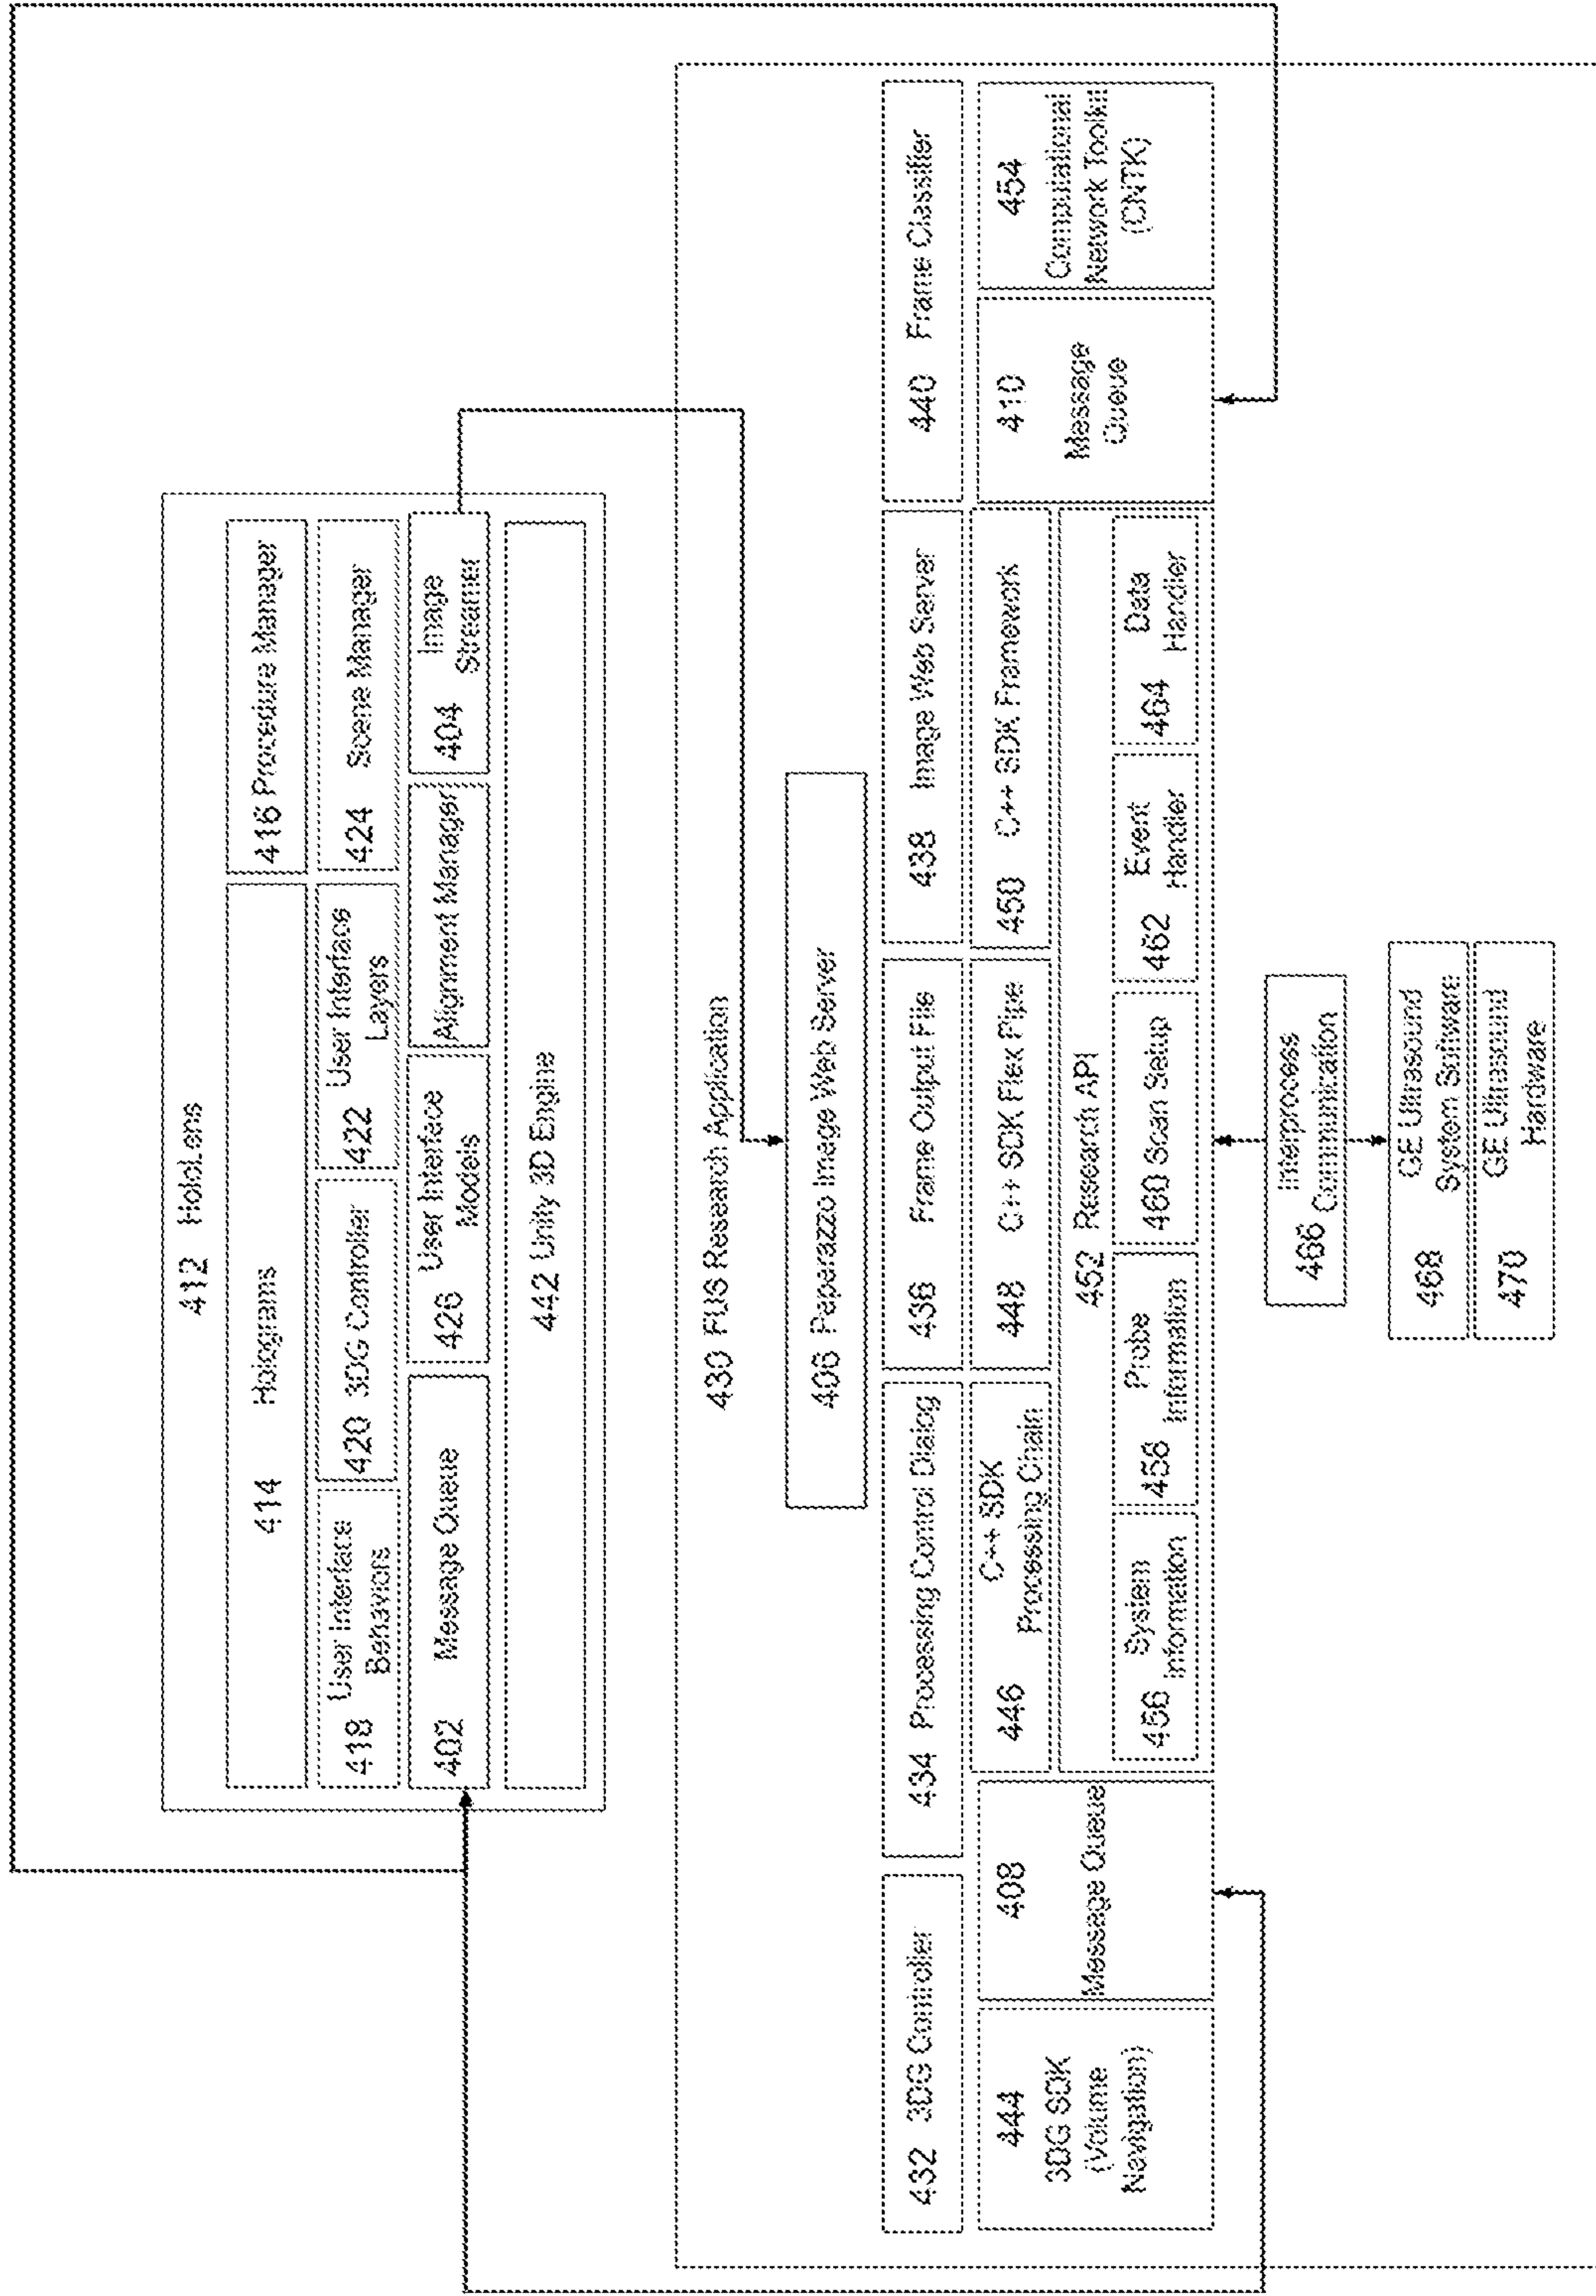 412 HoloLens
414 Holograms
416 Procedure Manager
418 User Interface
Behaviors
420 3DG Controller
422 User Interface
Layers
424 Scene Manager
402 Message Queue
426 User Interface
Models
Alignment Manager
404 Image
Streamer
442 Unify 3D Engine
430 FUS Research Application
406 Paperazzo Image Web Server
432 3DG Controller
434 Processing Control Dialog
436 Frame Output File
438 Image Web Server
440 Frame Classifier
444
3DG SDK
(Volume
Navigation)
408
Message Queue
446 C++ SDK
Processing Chain
448 C++ SDK Flex Pipe
450 C++ SDK Framework
452 Research API
456 System
Information
458 Probe
Information
460 Scan Setup
462 Event
Handler
464 Data
Handler
410
Message
Queue
454
Computational
Network Toolkit
(CNTK)
466 Interprocess
Communication
468 GE Ultrasound
System Software
470 GE Ultrasound
Hardware